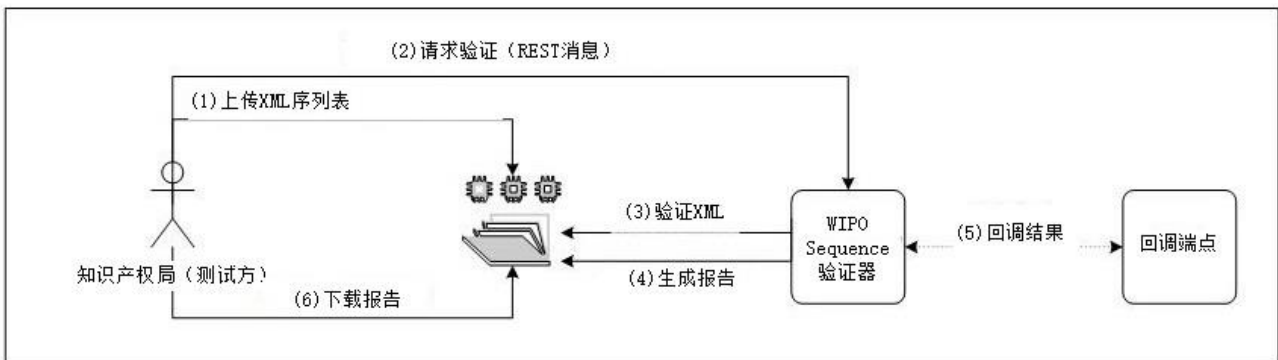 (2)请求验证（REST消息）
(1)上传XML序列表
(3)验证XML
WIPO
Sequence
验证器
(5)回调结果
回调端点
(4)生成报告
知识产权局（测试方）
(6)下载报告